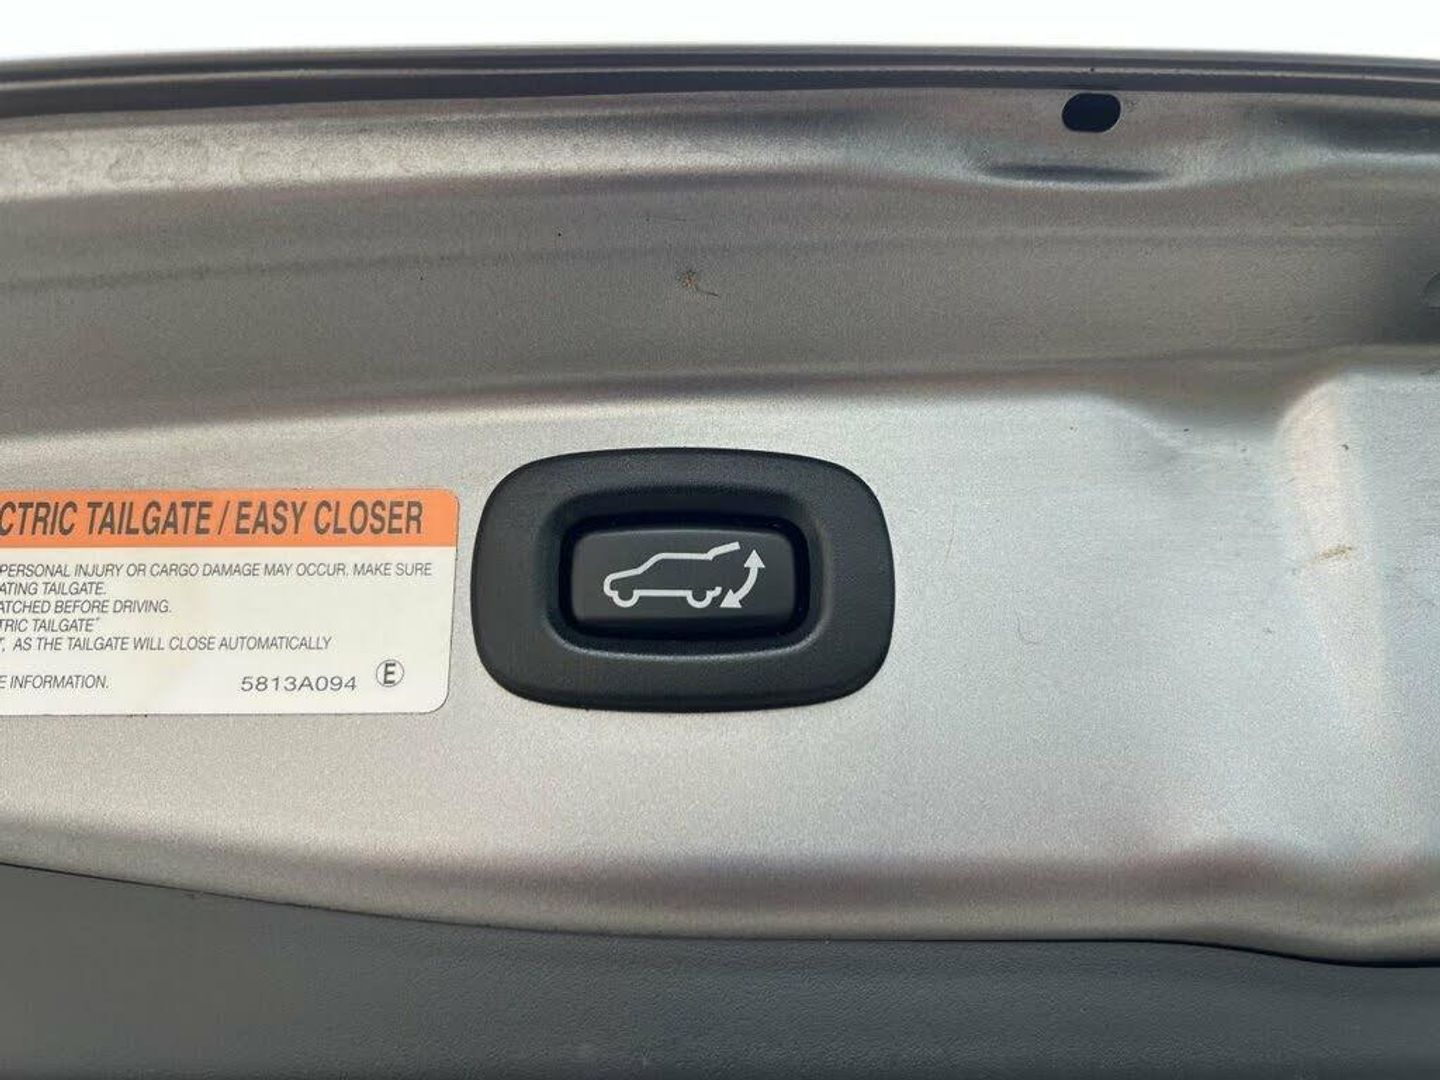 CTRIC TAILGATE / EASY CLOSER
PERSONAL INJURY OR CARGO DAMAGE MAY OCCUR. MAKE SURE
ATING TAILGATE.
ATCHED BEFORE DRIVING.
TRIC TAILGATE"
, AS THE TAILGATE WILL CLOSE AUTOMATICALLY
E INFORMATION.
5813A094 E